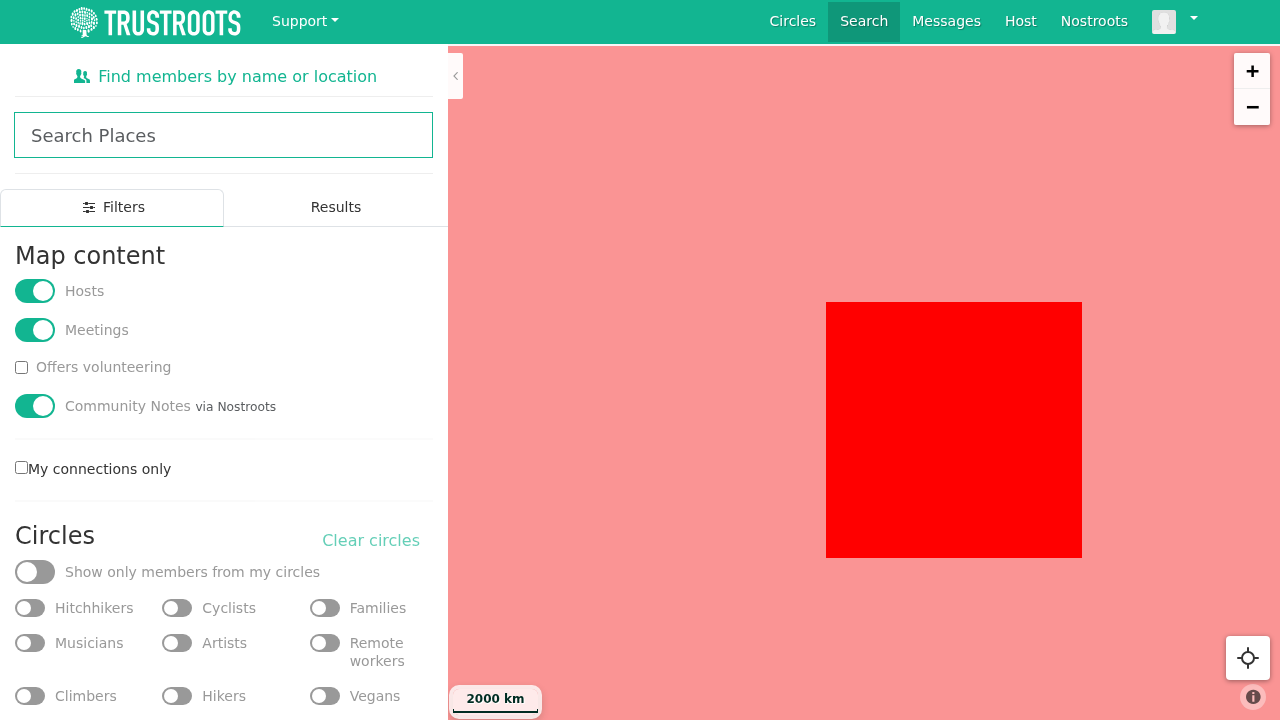 TRUSTROOTS Support Circles Search Messages Host Nostroots
Find members by name or location
Search Places
Filters Results
Map content
Hosts
Meetings
Offers volunteering
Community Notes via Nostroots
My connections only
Circles Clear circles
Show only members from my circles
Hitchhikers Cyclists Families
Musicians Artists Remote workers
Climbers Hikers Vegans
+
−
2000 km